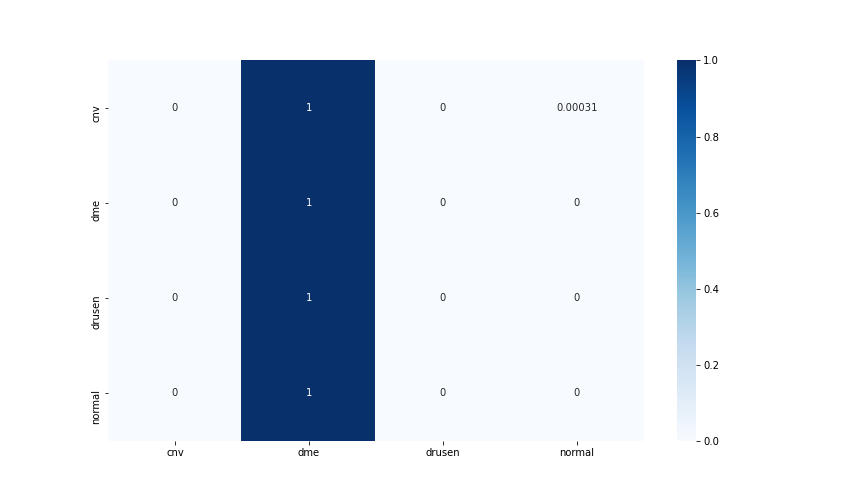 cnv 0 1 0 0.00031
dme 0 1 0 0
drusen 0 1 0 0
normal 0 1 0 0
cnv dme drusen normal
1.0
0.8
0.6
0.4
0.2
0.0